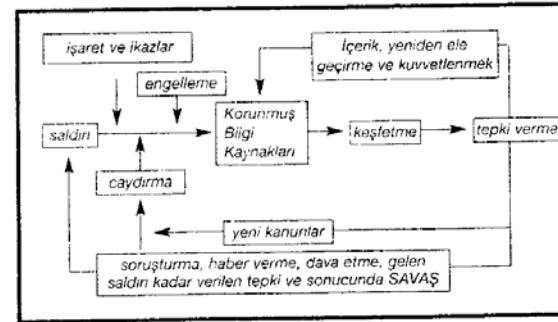 işaret ve ikazlar
İçerik, yeniden ele
geçirme ve kuvvetlenmek
engelleme
Korunmuş
Bilgi
Kaynakları
saldırı
keşfetme
tepki verme
caydırma
yeni kanunlar
soruşturma, haber verme, dava etme, gelen
saldırı kadar verilen tepki ve sonucunda SAVAŞ